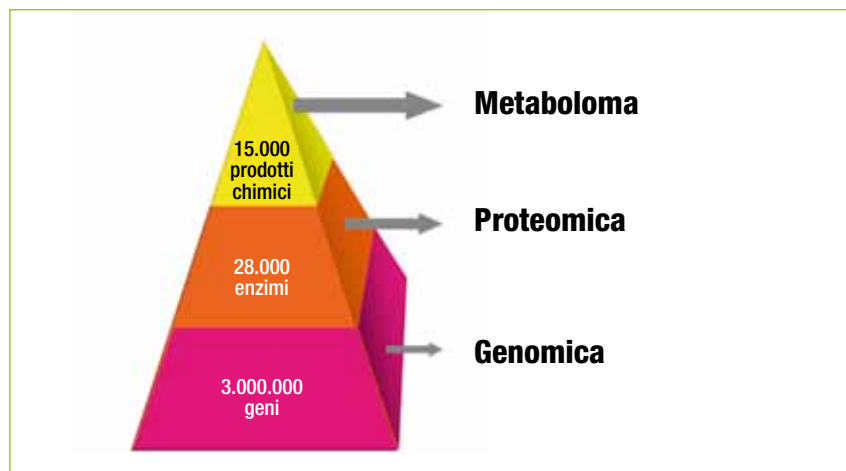 Metaboloma
15.000
prodotti
chimici
Proteomica
28.000
enzimi
Genomica
3.000.000
geni